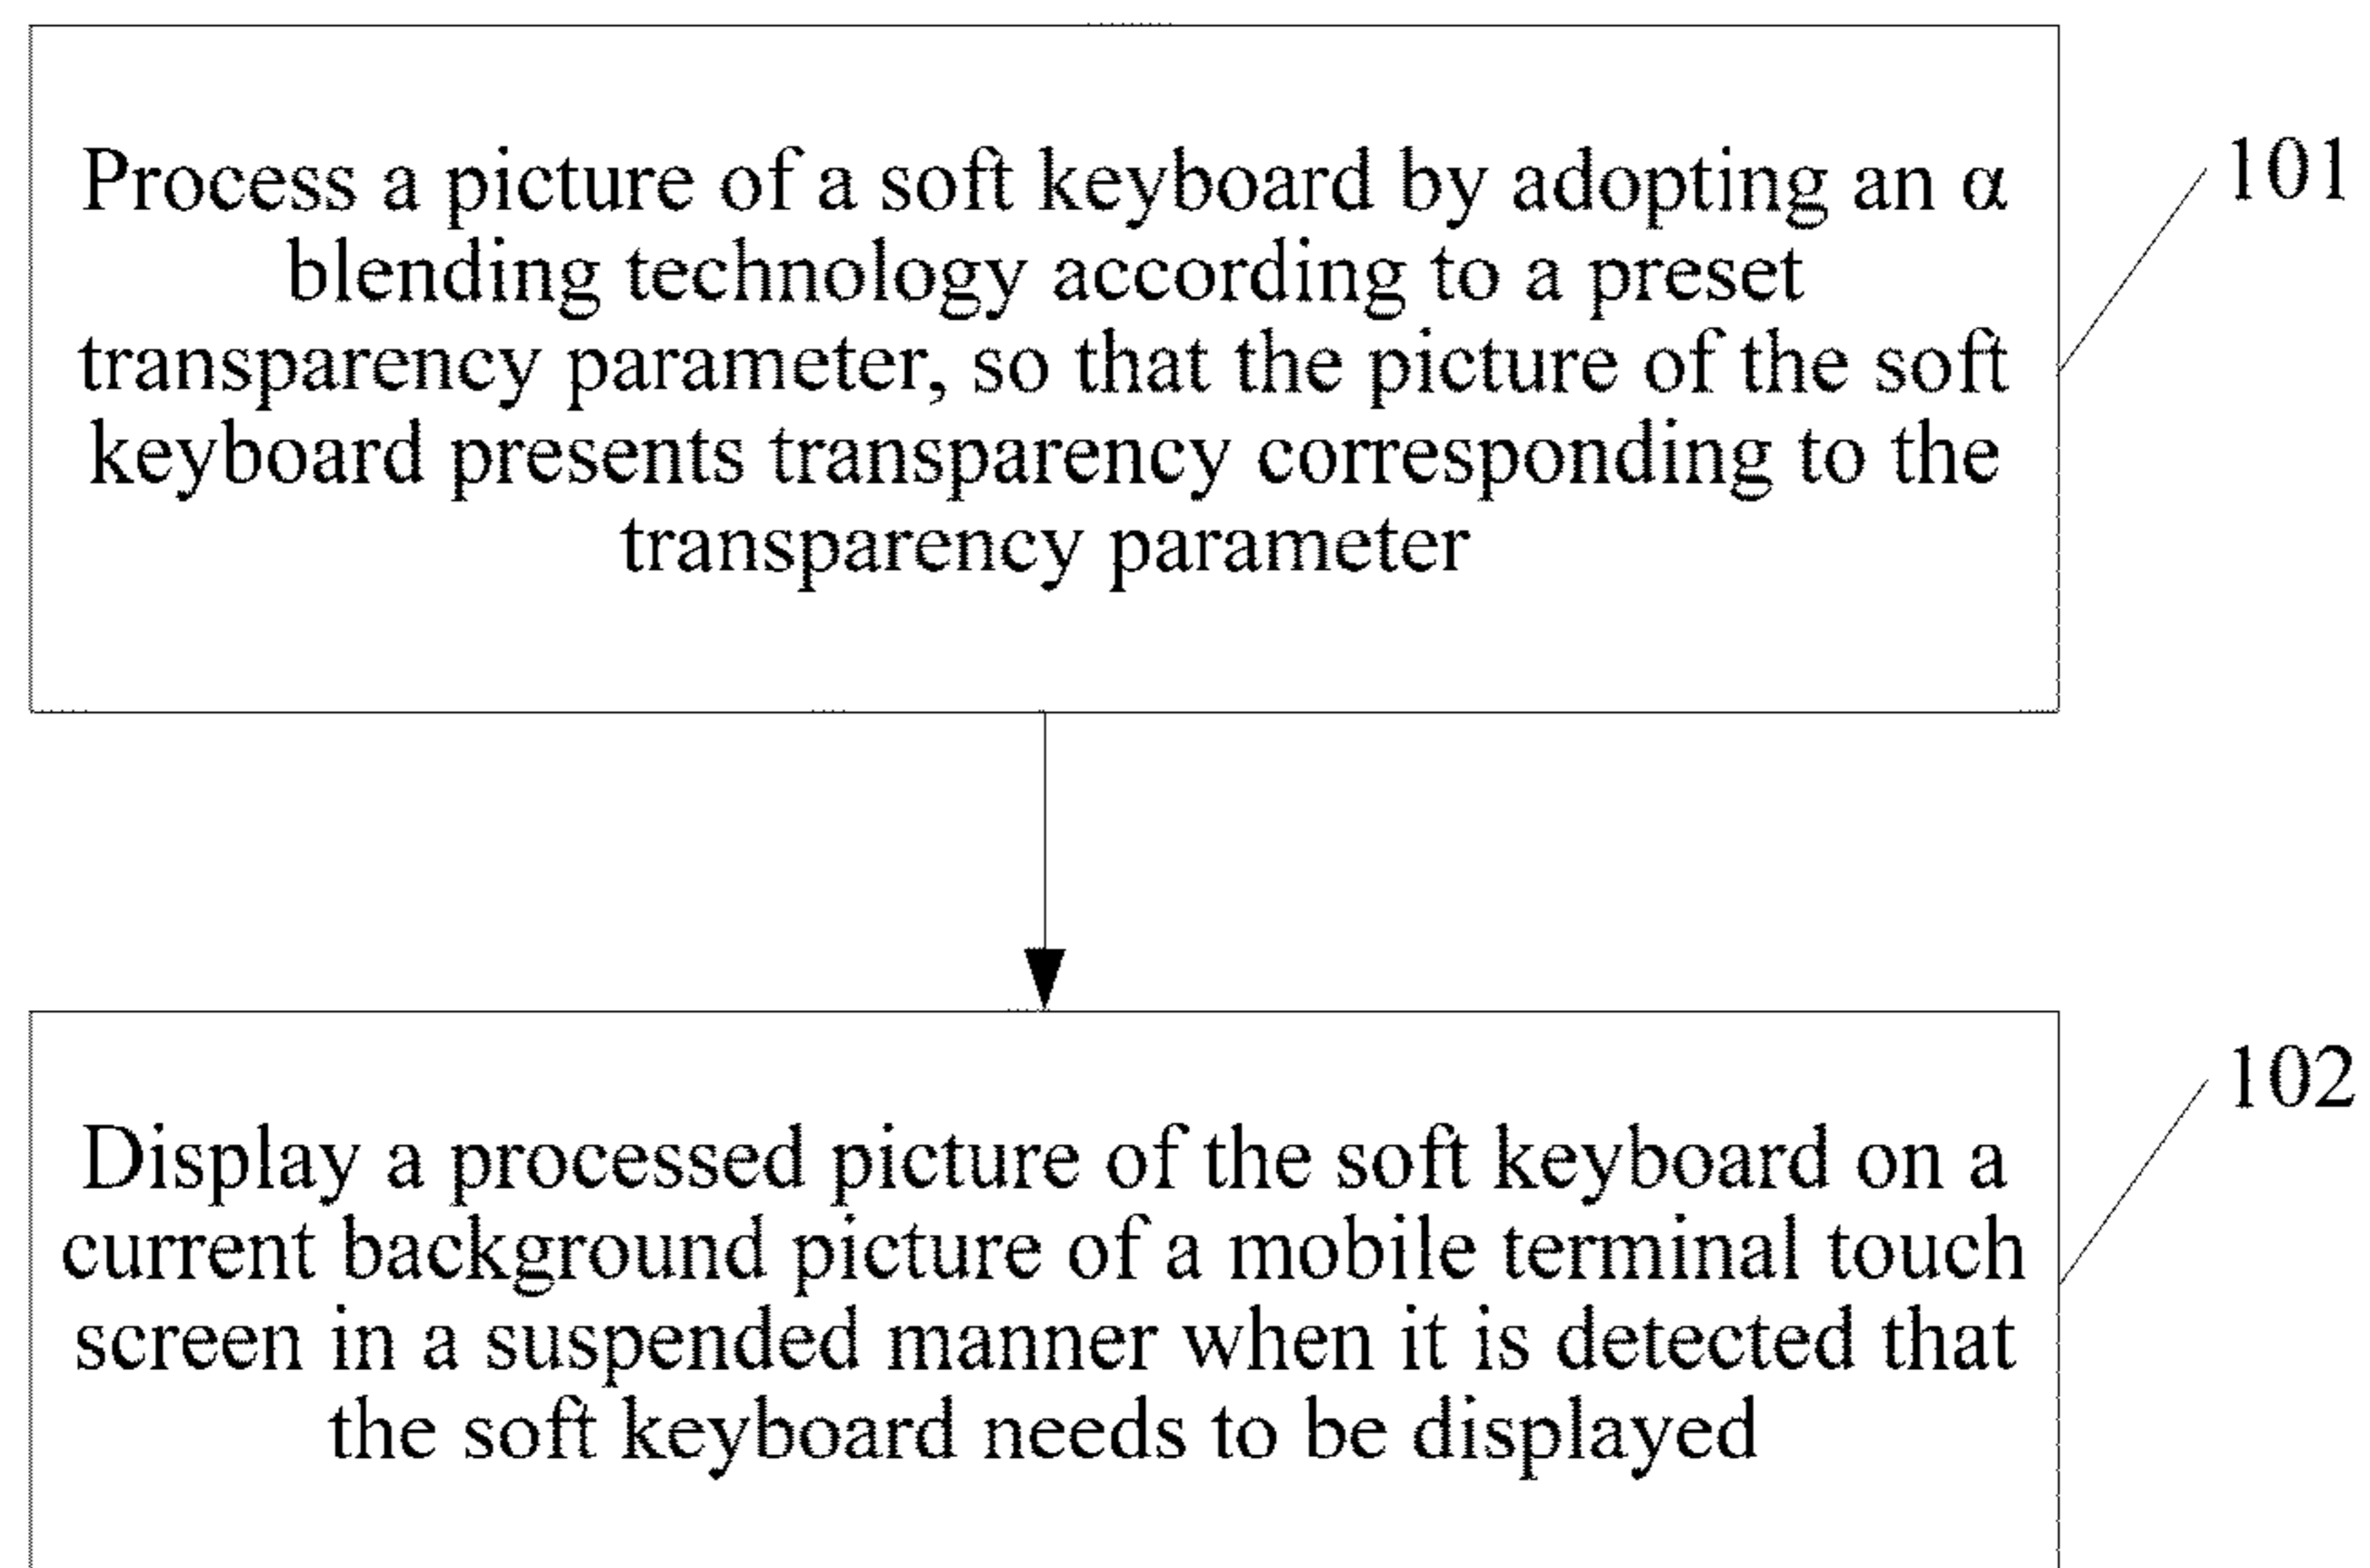 Process a picture of a soft keyboard by adopting an α
blending technology according to a preset
transparency parameter, so that the picture of the soft
keyboard presents transparency corresponding to the
transparency parameter
101
Display a processed picture of the soft keyboard on a
current background picture of a mobile terminal touch
screen in a suspended manner when it is detected that
the soft keyboard needs to be displayed
102